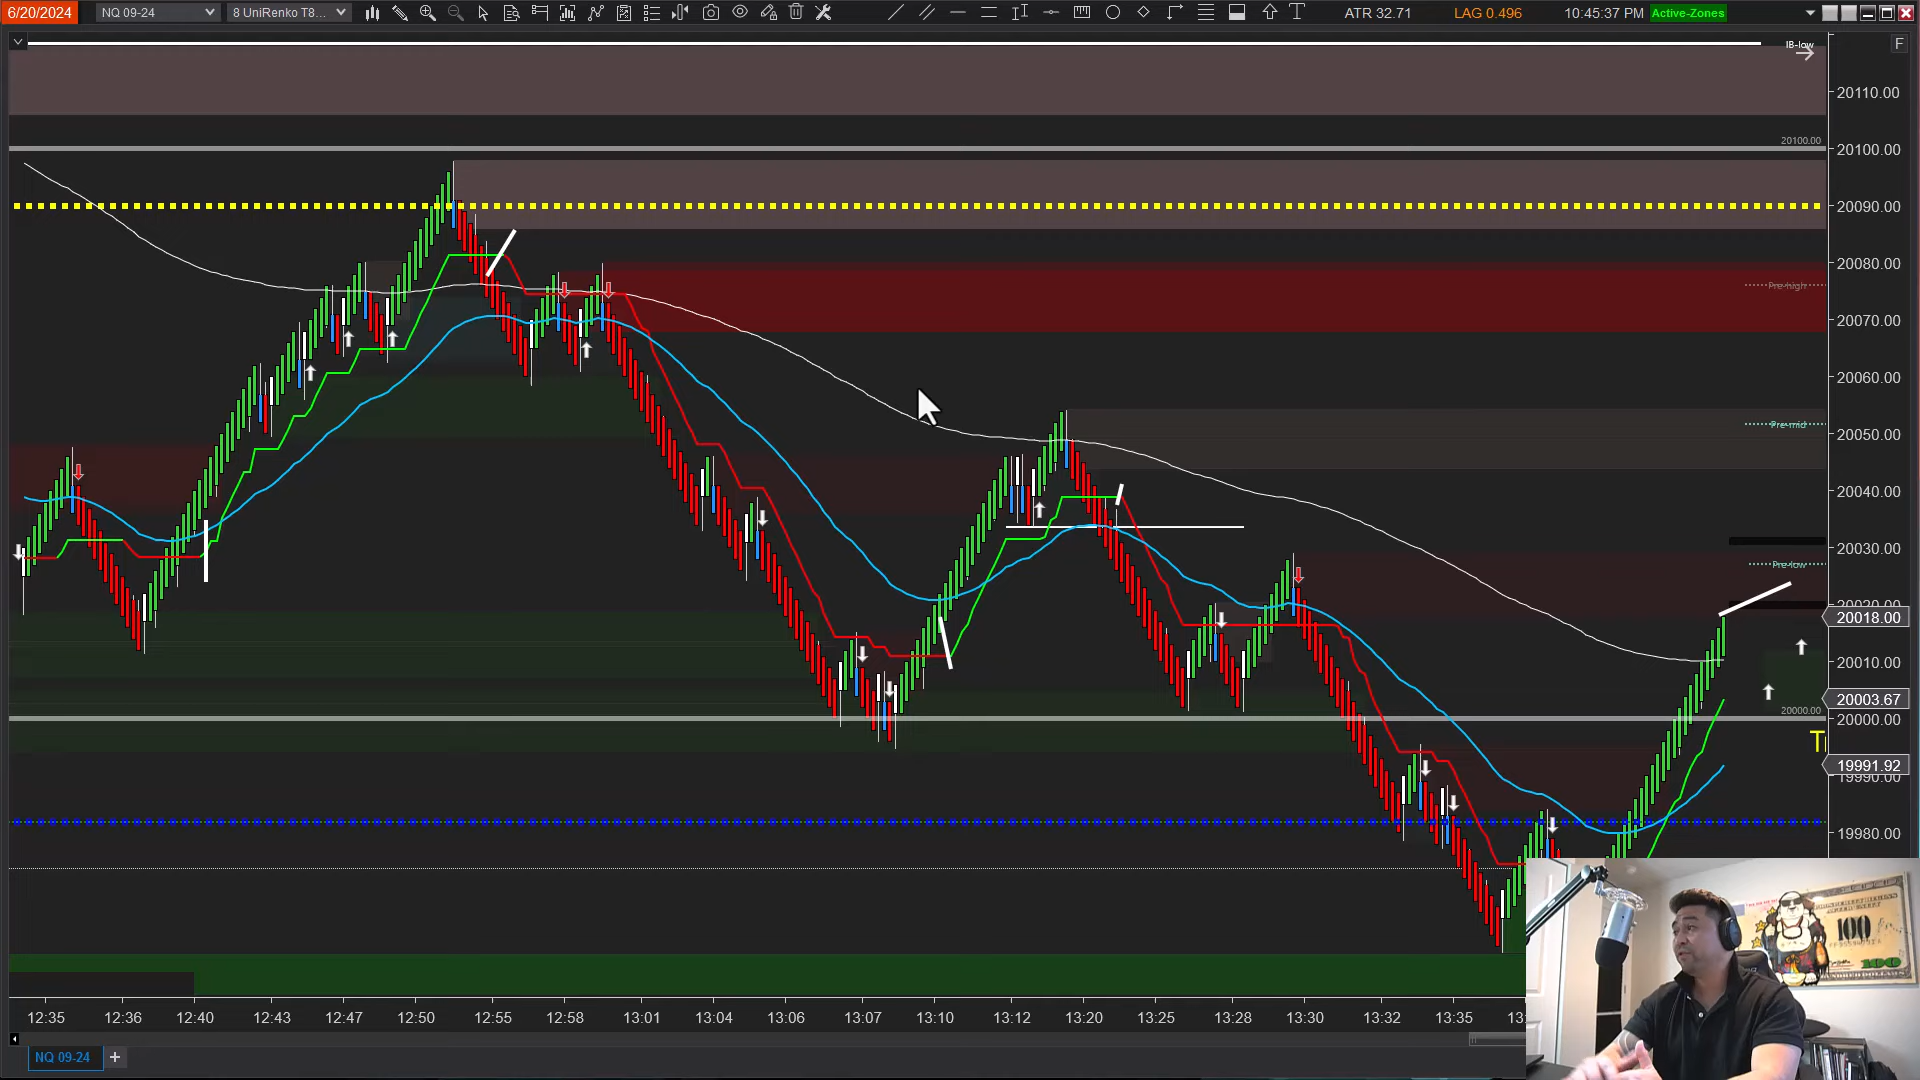 6/20/2024 NQ 09-24 8 UniRenko T8... ATR 32.71 LAG 0.496 10:45:37 PM Active-Zones
IB-low
F
20110.00
20100.00
20100.00
20090.00
20080.00
Pre-high
20070.00
20060.00
20050.00
Pre-mid
20040.00
20030.00
Pre-low
20020.00
20018.00
20010.00
20003.67
20000.00
20000.00
19991.92
19990.00
19980.00
100
100
12:35 12:36 12:40 12:43 12:47 12:50 12:55 12:58 13:01 13:04 13:06 13:07 13:10 13:12 13:20 13:25 13:28 13:30 13:32 13:35
NQ 09-24 +